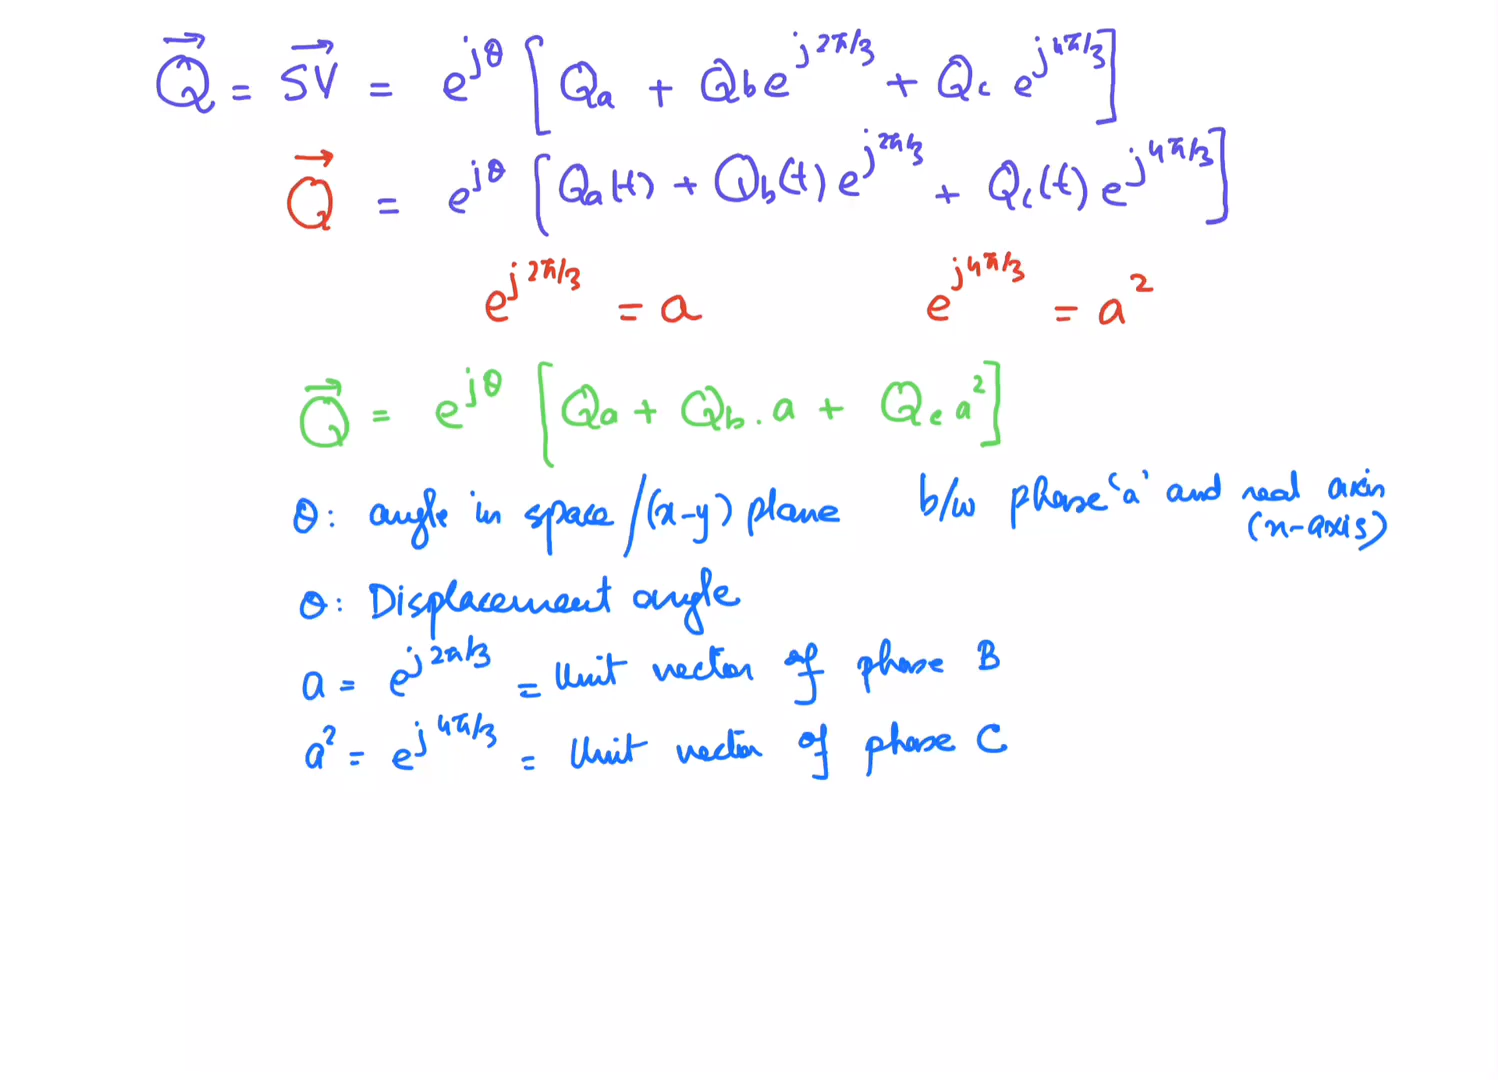 Q⃗ = SV⃗ = e^{jθ} [Qa + Qb e^{j2π/3} + Qc e^{j4π/3}]
Q⃗ = e^{jθ} [Qa(t) + Qb(t) e^{j2π/3} + Qc(t) e^{j4π/3}]
e^{j2π/3} = a e^{j4π/3} = a²
Q⃗ = e^{jθ} [Qa + Qb . a + Qc a²]
θ: angle in space /(x-y) plane b/w phase 'a' and real axis
(x-axis)
θ: Displacement angle
a = e^{j2π/3} = Unit vector of phase B
a² = e^{j4π/3} = Unit vector of phase C